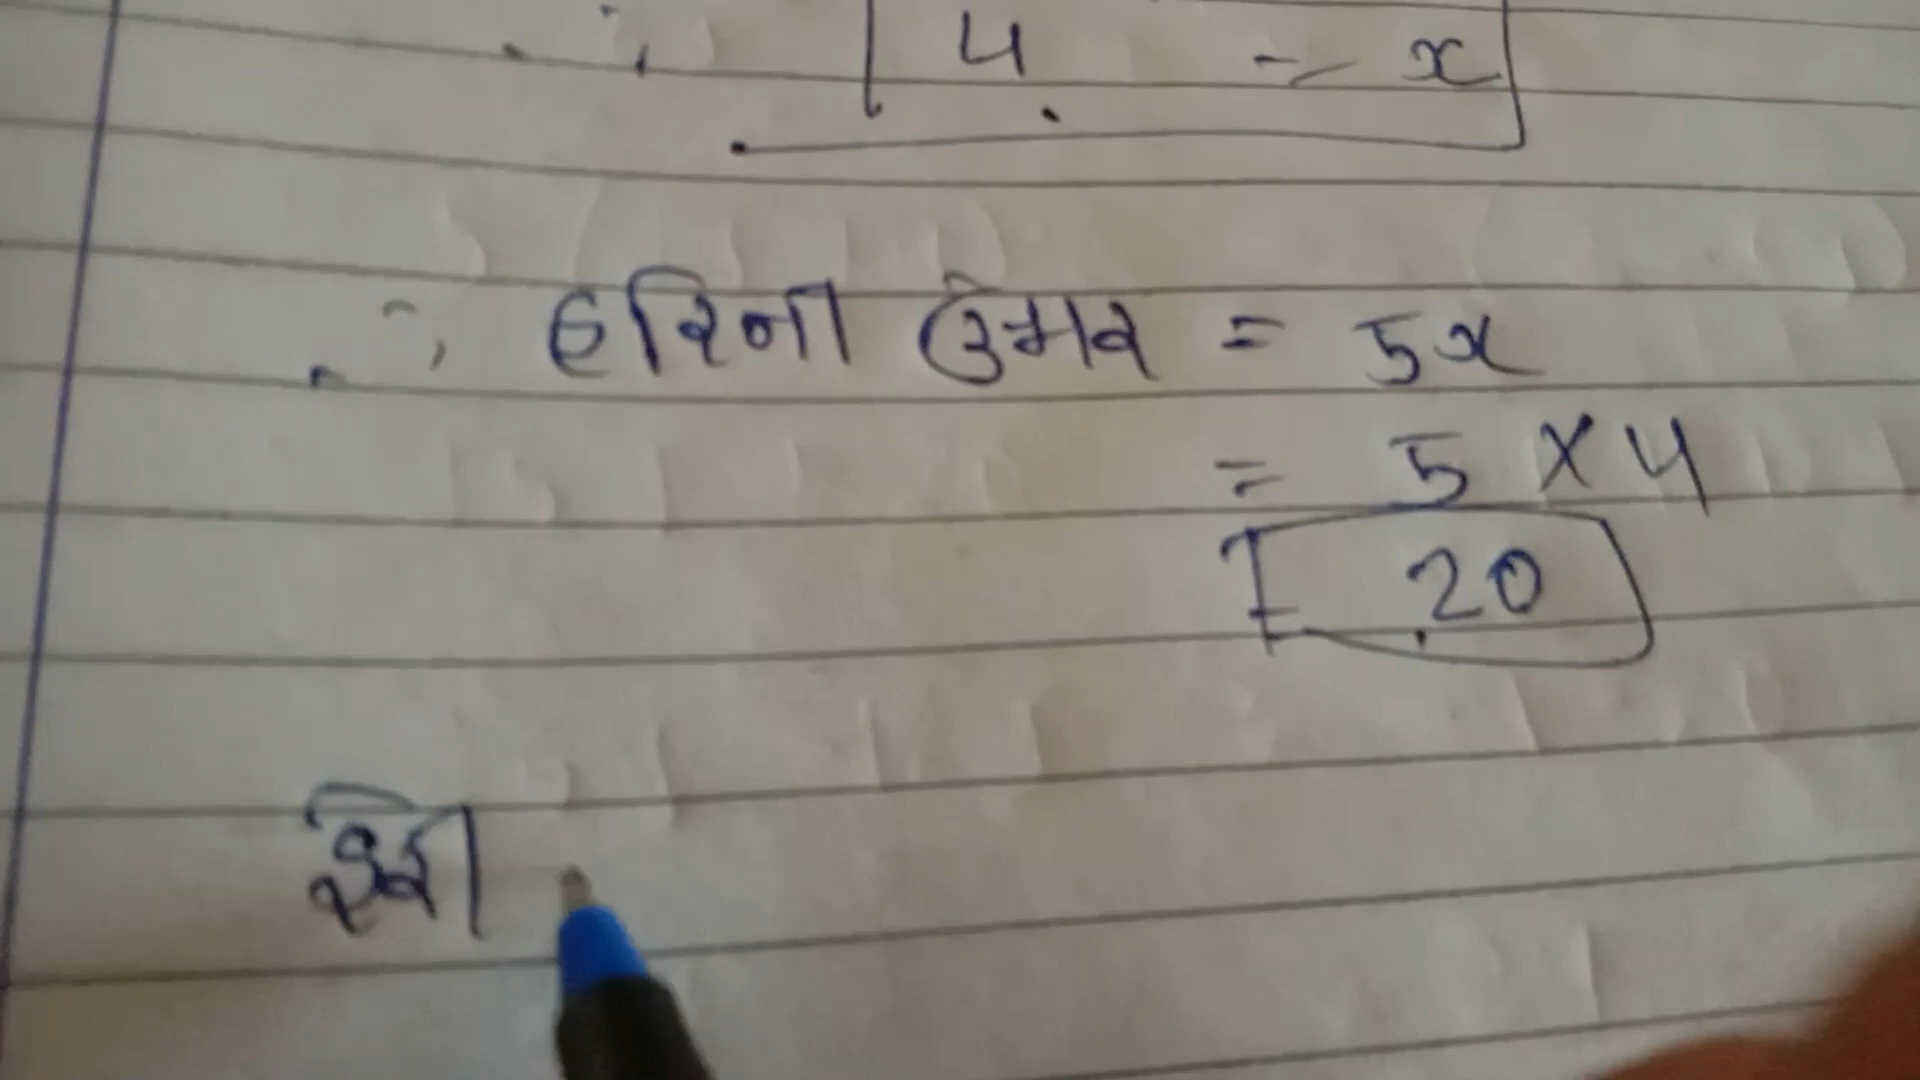 ∴ 4 = x
∴ હરિની ઉંમર = 5x
= 5 × 4
= 20